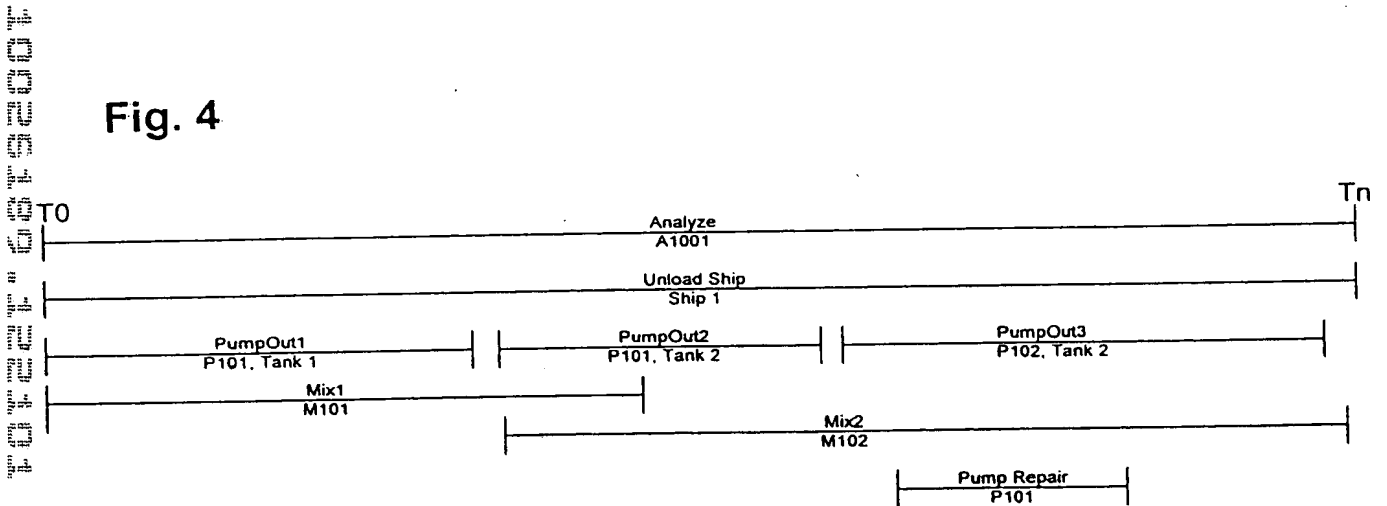 Fig. 4
T0
Tn
Analyze
A1001
Unload Ship
Ship 1
PumpOut1
P101, Tank 1
PumpOut2
P101, Tank 2
PumpOut3
P102, Tank 2
Mix1
M101
Mix2
M102
Pump Repair
P101